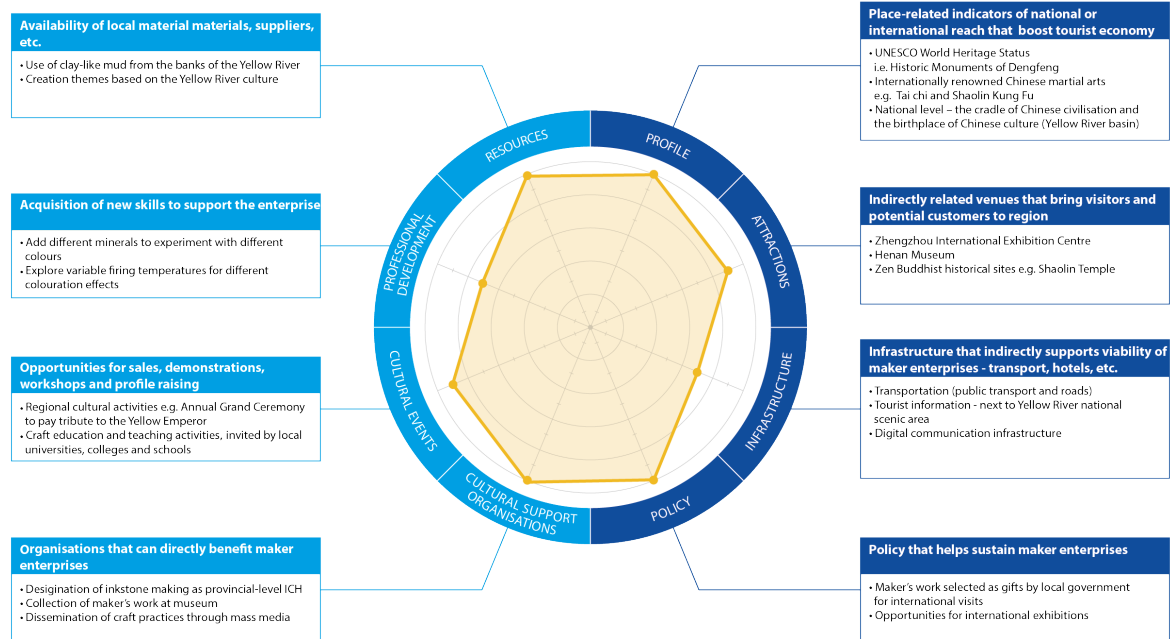 Availability of local material materials, suppliers,
etc.
• Use of clay-like mud from the banks of the Yellow River
• Creation themes based on the Yellow River culture
Acquisition of new skills to support the enterprise
• Add different minerals to experiment with different
colours
• Explore variable firing temperatures for different
colouration effects
Opportunities for sales, demonstrations,
workshops and profile raising
• Regional cultural activities e.g. Annual Grand Ceremony
to pay tribute to the Yellow Emperor
• Craft education and teaching activities, invited by local
universities, colleges and schools
Organisations that can directly benefit maker
enterprises
• Desigination of inkstone making as provincial-level ICH
• Collection of maker's work at museum
• Dissemination of craft practices through mass media
RESOURCES
PROFESSIONAL
DEVELOPMENT
CULTURAL EVENTS
CULTURAL SUPPORT
ORGANISATIONS
PROFILE
ATTRACTIONS
INFRASTRUCTURE
POLICY
Place-related indicators of national or
international reach that boost tourist economy
• UNESCO World Heritage Status
i.e. Historic Monuments of Dengfeng
• Internationally renowned Chinese martial arts
e.g. Tai chi and Shaolin Kung Fu
• National level – the cradle of Chinese civilisation and
the birthplace of Chinese culture (Yellow River basin)
Indirectly related venues that bring visitors and
potential customers to region
• Zhengzhou International Exhibition Centre
• Henan Museum
• Zen Buddhist historical sites e.g. Shaolin Temple
Infrastructure that indirectly supports viability of
maker enterprises - transport, hotels, etc.
• Transportation (public transport and roads)
• Tourist information - next to Yellow River national
scenic area
• Digital communication infrastructure
Policy that helps sustain maker enterprises
• Maker's work selected as gifts by local government
for international visits
• Opportunities for international exhibitions